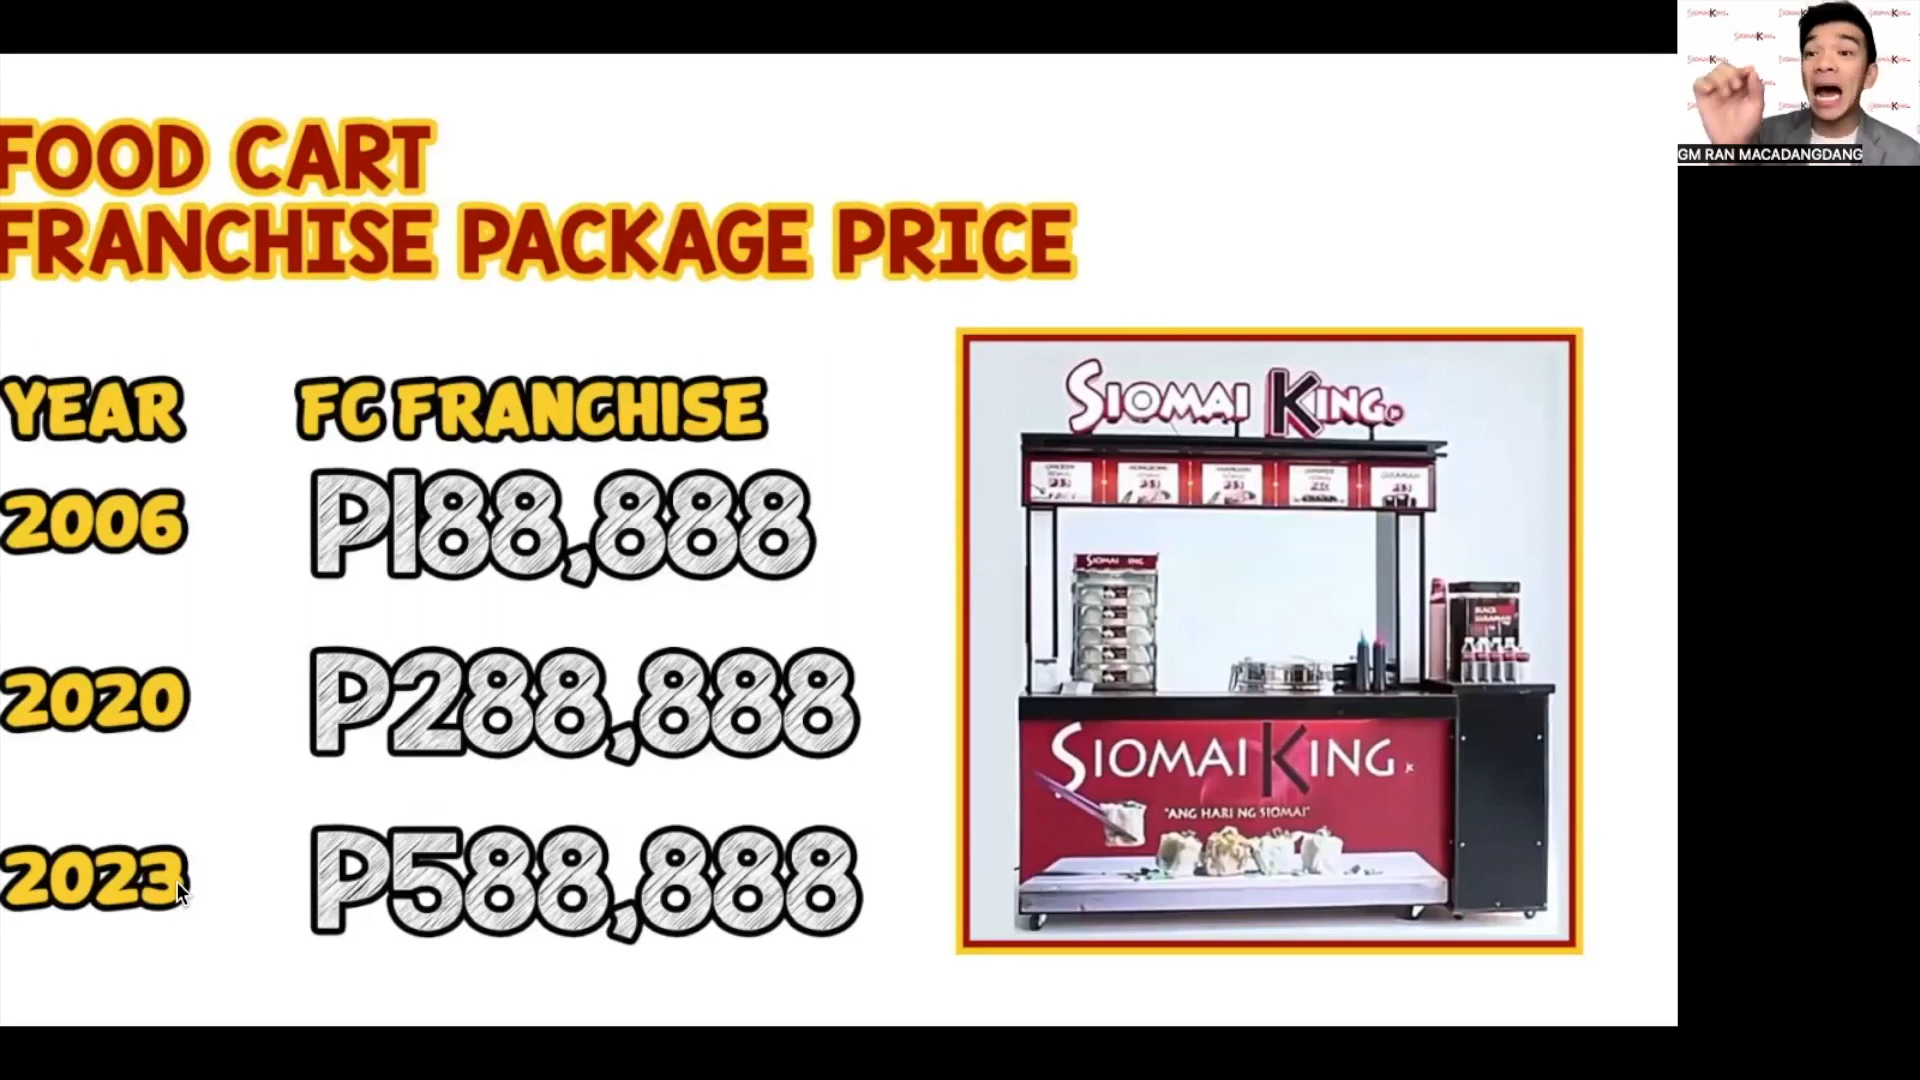 FOOD CART
FRANCHISE PACKAGE PRICE
YEAR FC FRANCHISE
2006 P188,888
2020 P288,888
2023 P588,888
SIOMAI KING
SIOMAI KING
"ANG HARI NG SIOMAI"
GM RAN MACADANGDANG